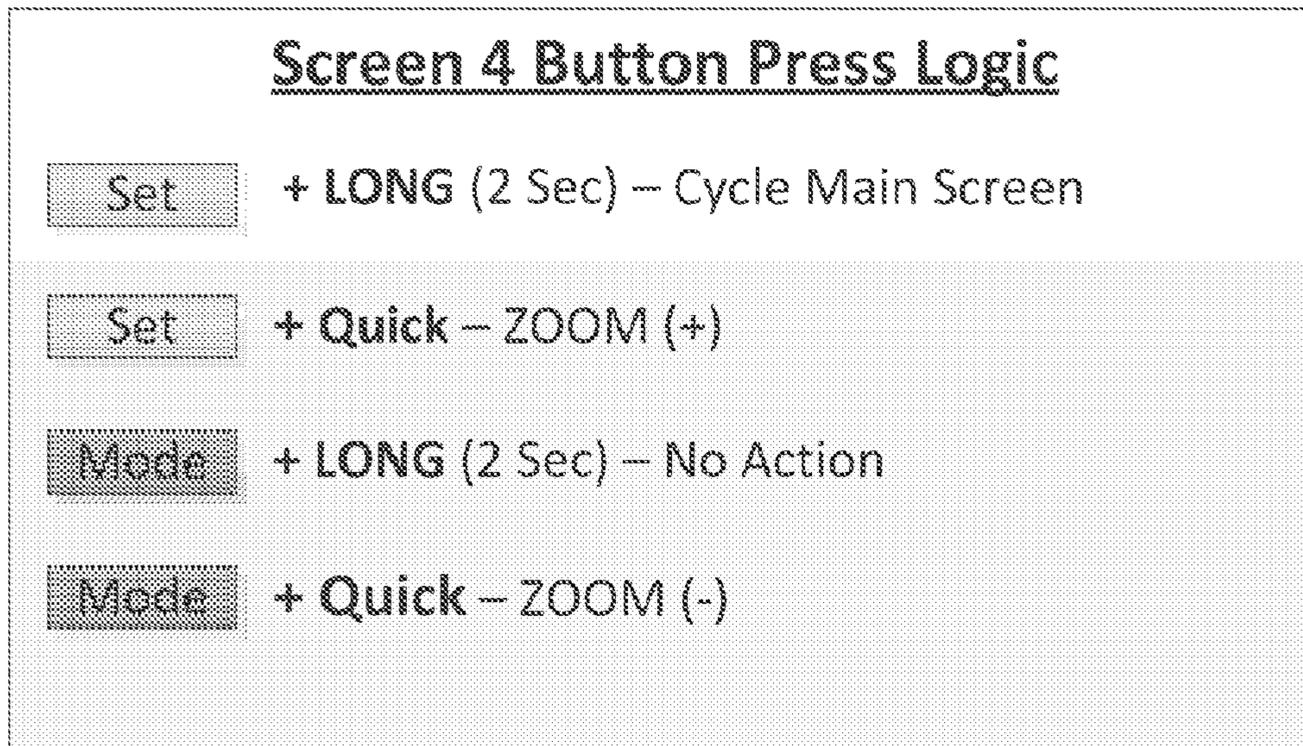 Screen 4 Button Press Logic
Set + LONG (2 Sec) – Cycle Main Screen
Set + Quick – ZOOM (+)
Mode + LONG (2 Sec) – No Action
Mode + Quick – ZOOM (-)